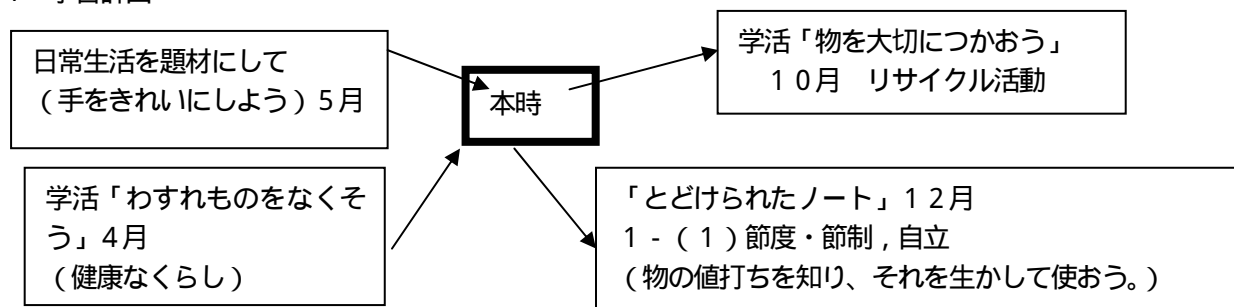 日常生活を題材にして
(手をきれいにしよう)5月
学活「わすれものをなくそ
う」4月
(健康なくらし)
本時
学活「物を大切につかおう」
10月 リサイクル活動
「とどけられたノート」12月
1-(1)節度・節制,自立
(物の値打ちを知り、それを生かして使おう。)